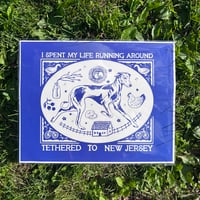 I SPENT MY LIFE RUNNING AROUND
TETHERED TO NEW JERSEY